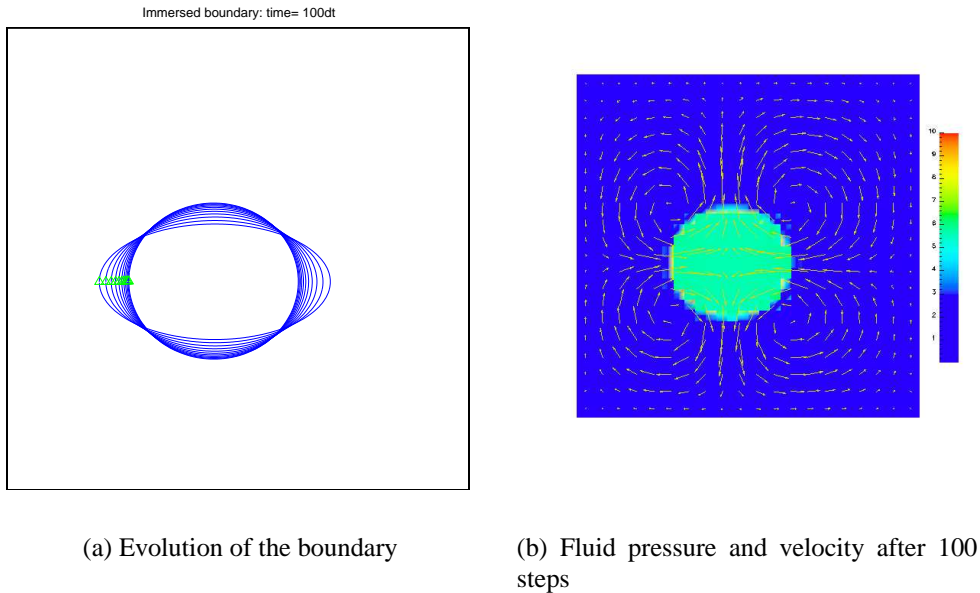 Immersed boundary: time= 100dt
10
9
8
7
6
5
4
3
2
1
(a) Evolution of the boundary
(b) Fluid pressure and velocity after 100
steps